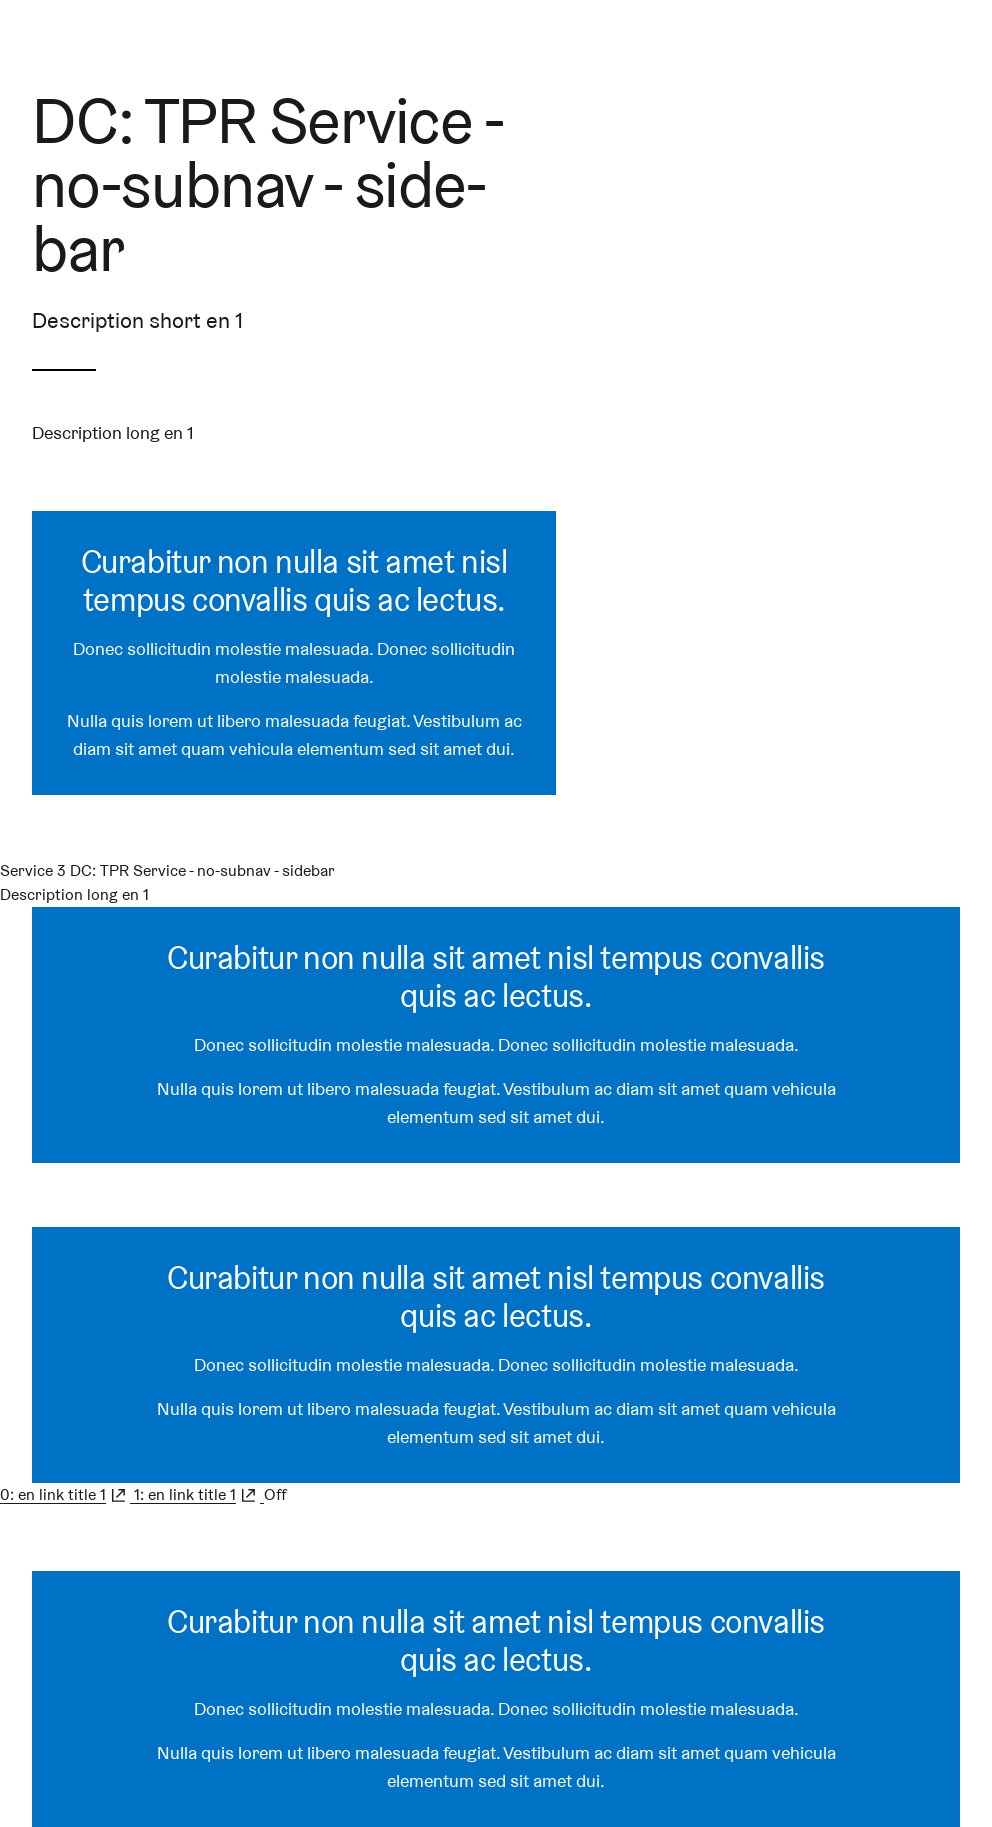 DC: TPR Service -
no-subnav - side-
bar
Description short en 1
Description long en 1
Curabitur non nulla sit amet nisl
tempus convallis quis ac lectus.
Donec sollicitudin molestie malesuada. Donec sollicitudin
molestie malesuada.
Nulla quis lorem ut libero malesuada feugiat. Vestibulum ac
diam sit amet quam vehicula elementum sed sit amet dui.
Service 3 DC: TPR Service - no-subnav - sidebar
Description long en 1
Curabitur non nulla sit amet nisl tempus convallis
quis ac lectus.
Donec sollicitudin molestie malesuada. Donec sollicitudin molestie malesuada.
Nulla quis lorem ut libero malesuada feugiat. Vestibulum ac diam sit amet quam vehicula
elementum sed sit amet dui.
Curabitur non nulla sit amet nisl tempus convallis
quis ac lectus.
Donec sollicitudin molestie malesuada. Donec sollicitudin molestie malesuada.
Nulla quis lorem ut libero malesuada feugiat. Vestibulum ac diam sit amet quam vehicula
elementum sed sit amet dui.
0: en link title 1 1: en link title 1 Off
Curabitur non nulla sit amet nisl tempus convallis
quis ac lectus.
Donec sollicitudin molestie malesuada. Donec sollicitudin molestie malesuada.
Nulla quis lorem ut libero malesuada feugiat. Vestibulum ac diam sit amet quam vehicula
elementum sed sit amet dui.